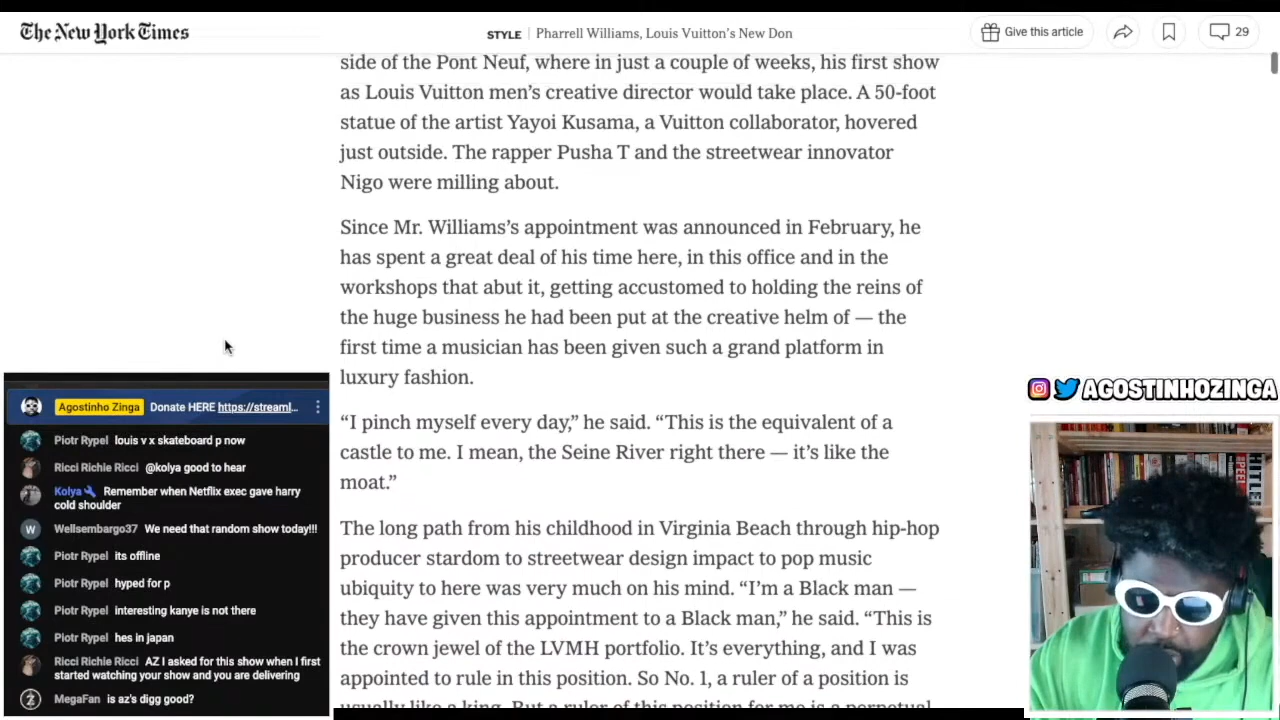 The New York Times
STYLE | Pharrell Williams, Louis Vuitton's New Don
Give this article
29
side of the Pont Neuf, where in just a couple of weeks, his first show
as Louis Vuitton men's creative director would take place. A 50-foot
statue of the artist Yayoi Kusama, a Vuitton collaborator, hovered
just outside. The rapper Pusha T and the streetwear innovator
Nigo were milling about.
Since Mr. Williams's appointment was announced in February, he
has spent a great deal of his time here, in this office and in the
workshops that abut it, getting accustomed to holding the reins of
the huge business he had been put at the creative helm of — the
first time a musician has been given such a grand platform in
luxury fashion.
“I pinch myself every day,” he said. “This is the equivalent of a
castle to me. I mean, the Seine River right there — it's like the
moat.”
The long path from his childhood in Virginia Beach through hip-hop
producer stardom to streetwear design impact to pop music
ubiquity to here was very much on his mind. “I'm a Black man —
they have given this appointment to a Black man,” he said. “This is
the crown jewel of the LVMH portfolio. It's everything, and I was
appointed to rule in this position. So No. 1, a ruler of a position is
usually like a king. But a ruler of this position for me is a perpetual
Agostinho Zinga Donate HERE https://streaml...
Piotr Rypel louis v x skateboard p now
Ricci Richie Ricci @kolya good to hear
Kolya Remember when Netflix exec gave harry
cold shoulder
W Wellsembargo37 We need that random show today!!!
Piotr Rypel its offline
Piotr Rypel hyped for p
Piotr Rypel interesting kanye is not there
Piotr Rypel hes in japan
Ricci Richie Ricci AZ I asked for this show when I first
started watching your show and you are delivering
MegaFan is az's digg good?
AGOSTINHOZINGA
HITLER